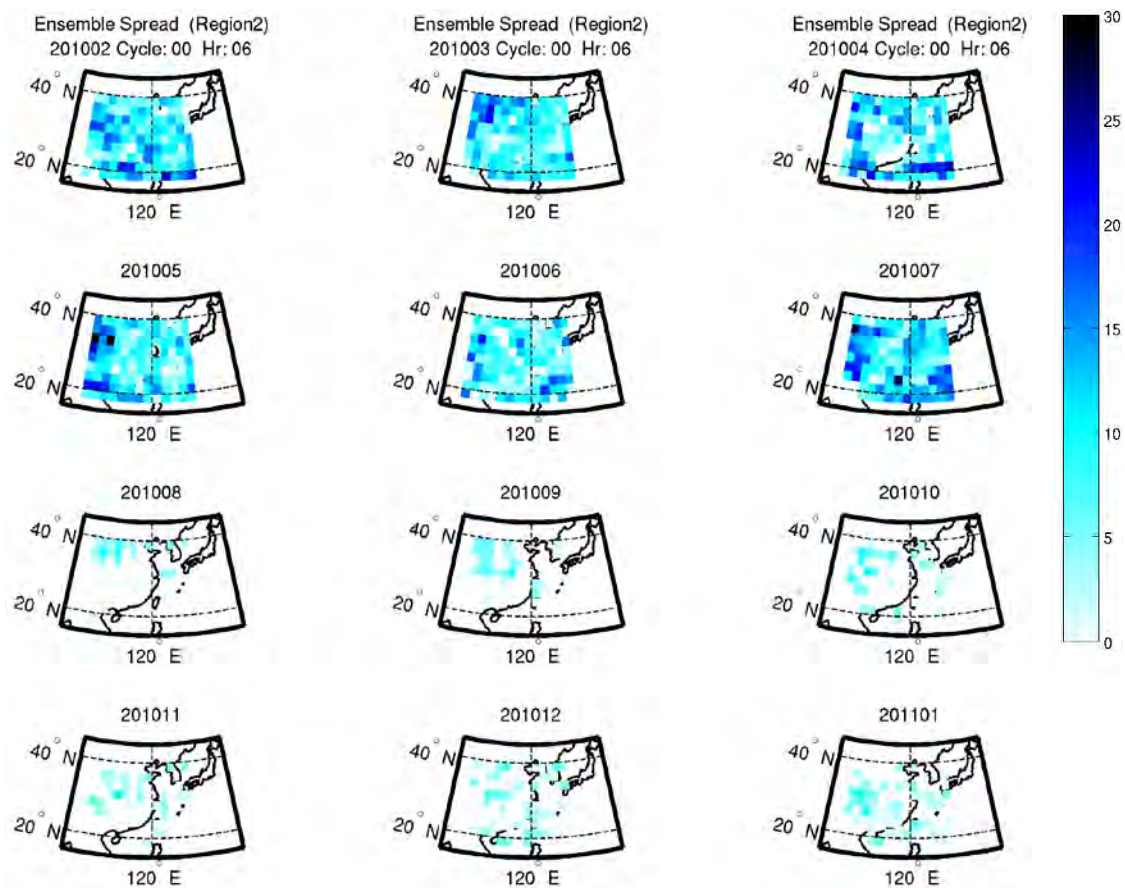 Ensemble Spread (Region2)
201002 Cycle: 00 Hr: 06
40 ° N
20 ° N
120 ° E
Ensemble Spread (Region2)
201003 Cycle: 00 Hr: 06
40 ° N
20 ° N
120 ° E
Ensemble Spread (Region2)
201004 Cycle: 00 Hr: 06
40 ° N
20 ° N
120 ° E
201005
40 ° N
20 ° N
120 ° E
201006
40 ° N
20 ° N
120 ° E
201007
40 ° N
20 ° N
120 ° E
201008
40 ° N
20 ° N
120 ° E
201009
40 ° N
20 ° N
120 ° E
201010
40 ° N
20 ° N
120 ° E
201011
40 ° N
20 ° N
120 ° E
201012
40 ° N
20 ° N
120 ° E
201101
40 ° N
20 ° N
120 ° E
30
25
20
15
10
5
0